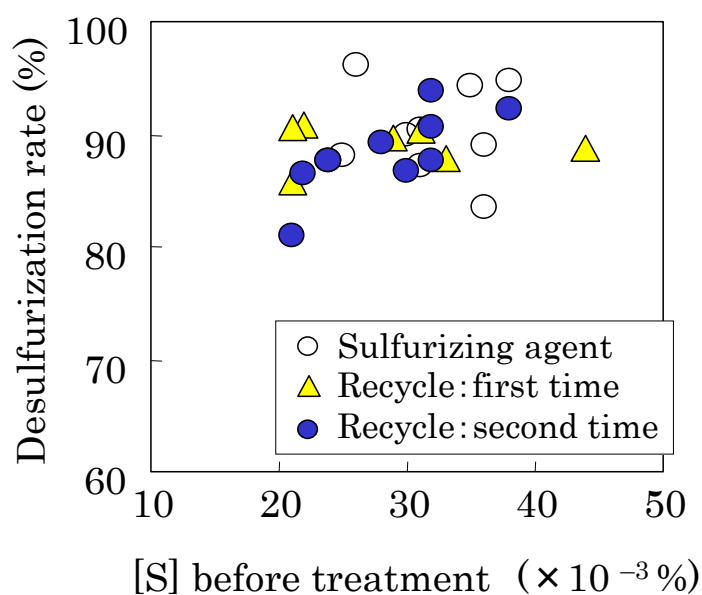 Desulfurization rate (%)
100
90
80
70
60
10 20 30 40 50
Sulfurizing agent
Recycle:first time
Recycle:second time
[S] before treatment (×10⁻³%)